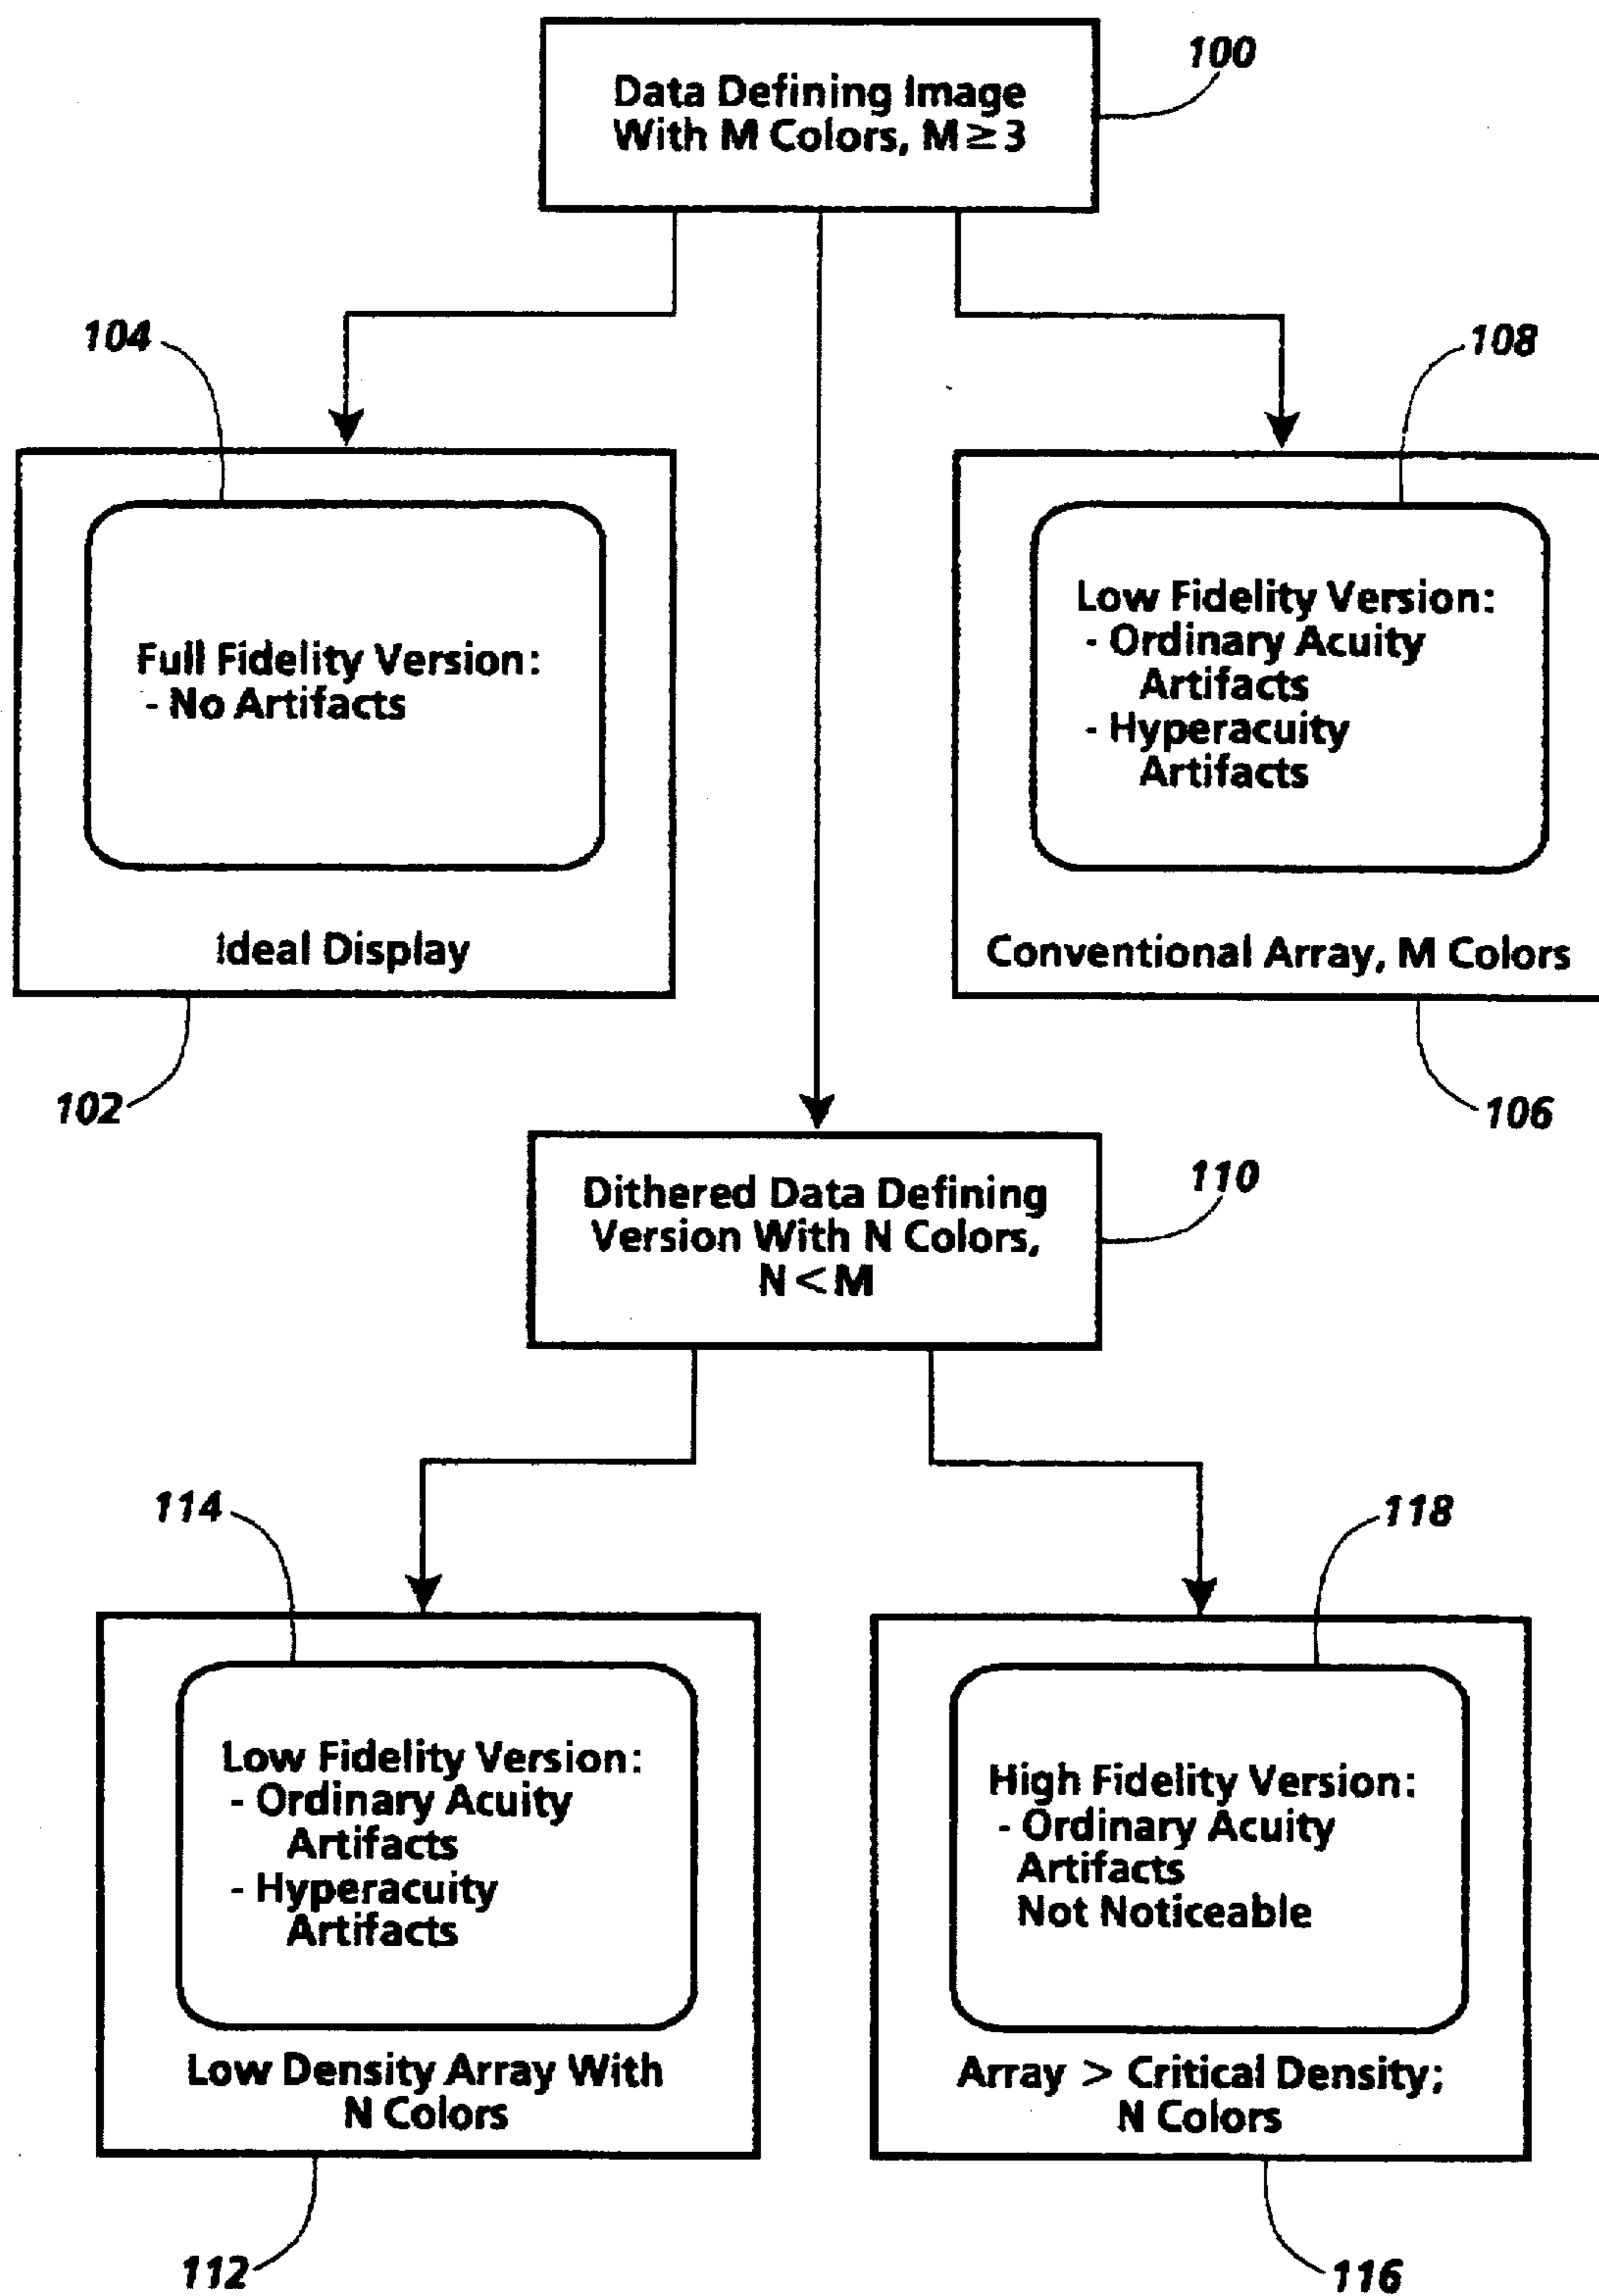 100
Data Defining Image
With M Colors, M ≥ 3
104
108
Full Fidelity Version:
- No Artifacts
Ideal Display
Low Fidelity Version:
- Ordinary Acuity
Artifacts
- Hyperacuity
Artifacts
Conventional Array, M Colors
102
106
110
Dithered Data Defining
Version With N Colors,
N < M
114
118
Low Fidelity Version:
- Ordinary Acuity
Artifacts
- Hyperacuity
Artifacts
Low Density Array With
N Colors
High Fidelity Version:
- Ordinary Acuity
Artifacts
Not Noticeable
Array > Critical Density;
N Colors
112
116